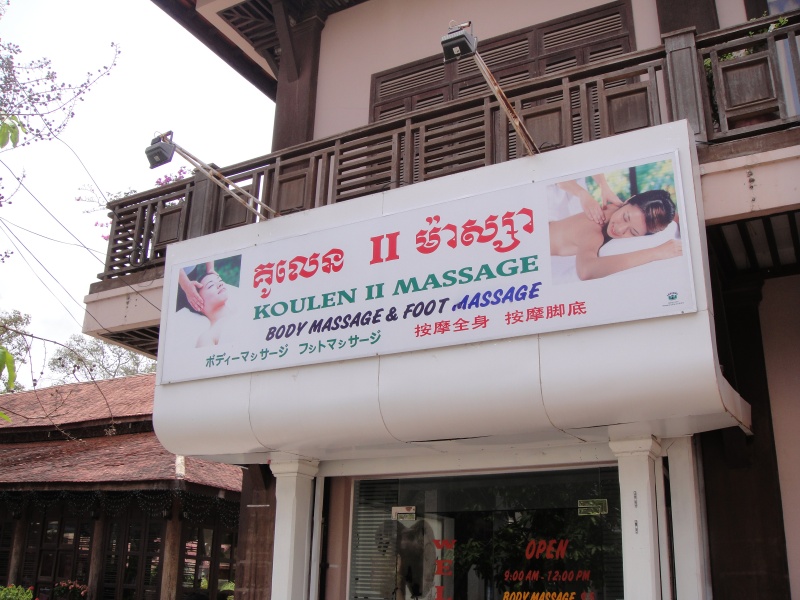 គូលេន II ម៉ាស្សា
KOULEN II MASSAGE
BODY MASSAGE & FOOT MASSAGE
ボディーマッサージ フットマッサージ 按摩全身 按摩脚底
WEL
OPEN
9:00 AM - 12:00 PM
BODY MASSAGE